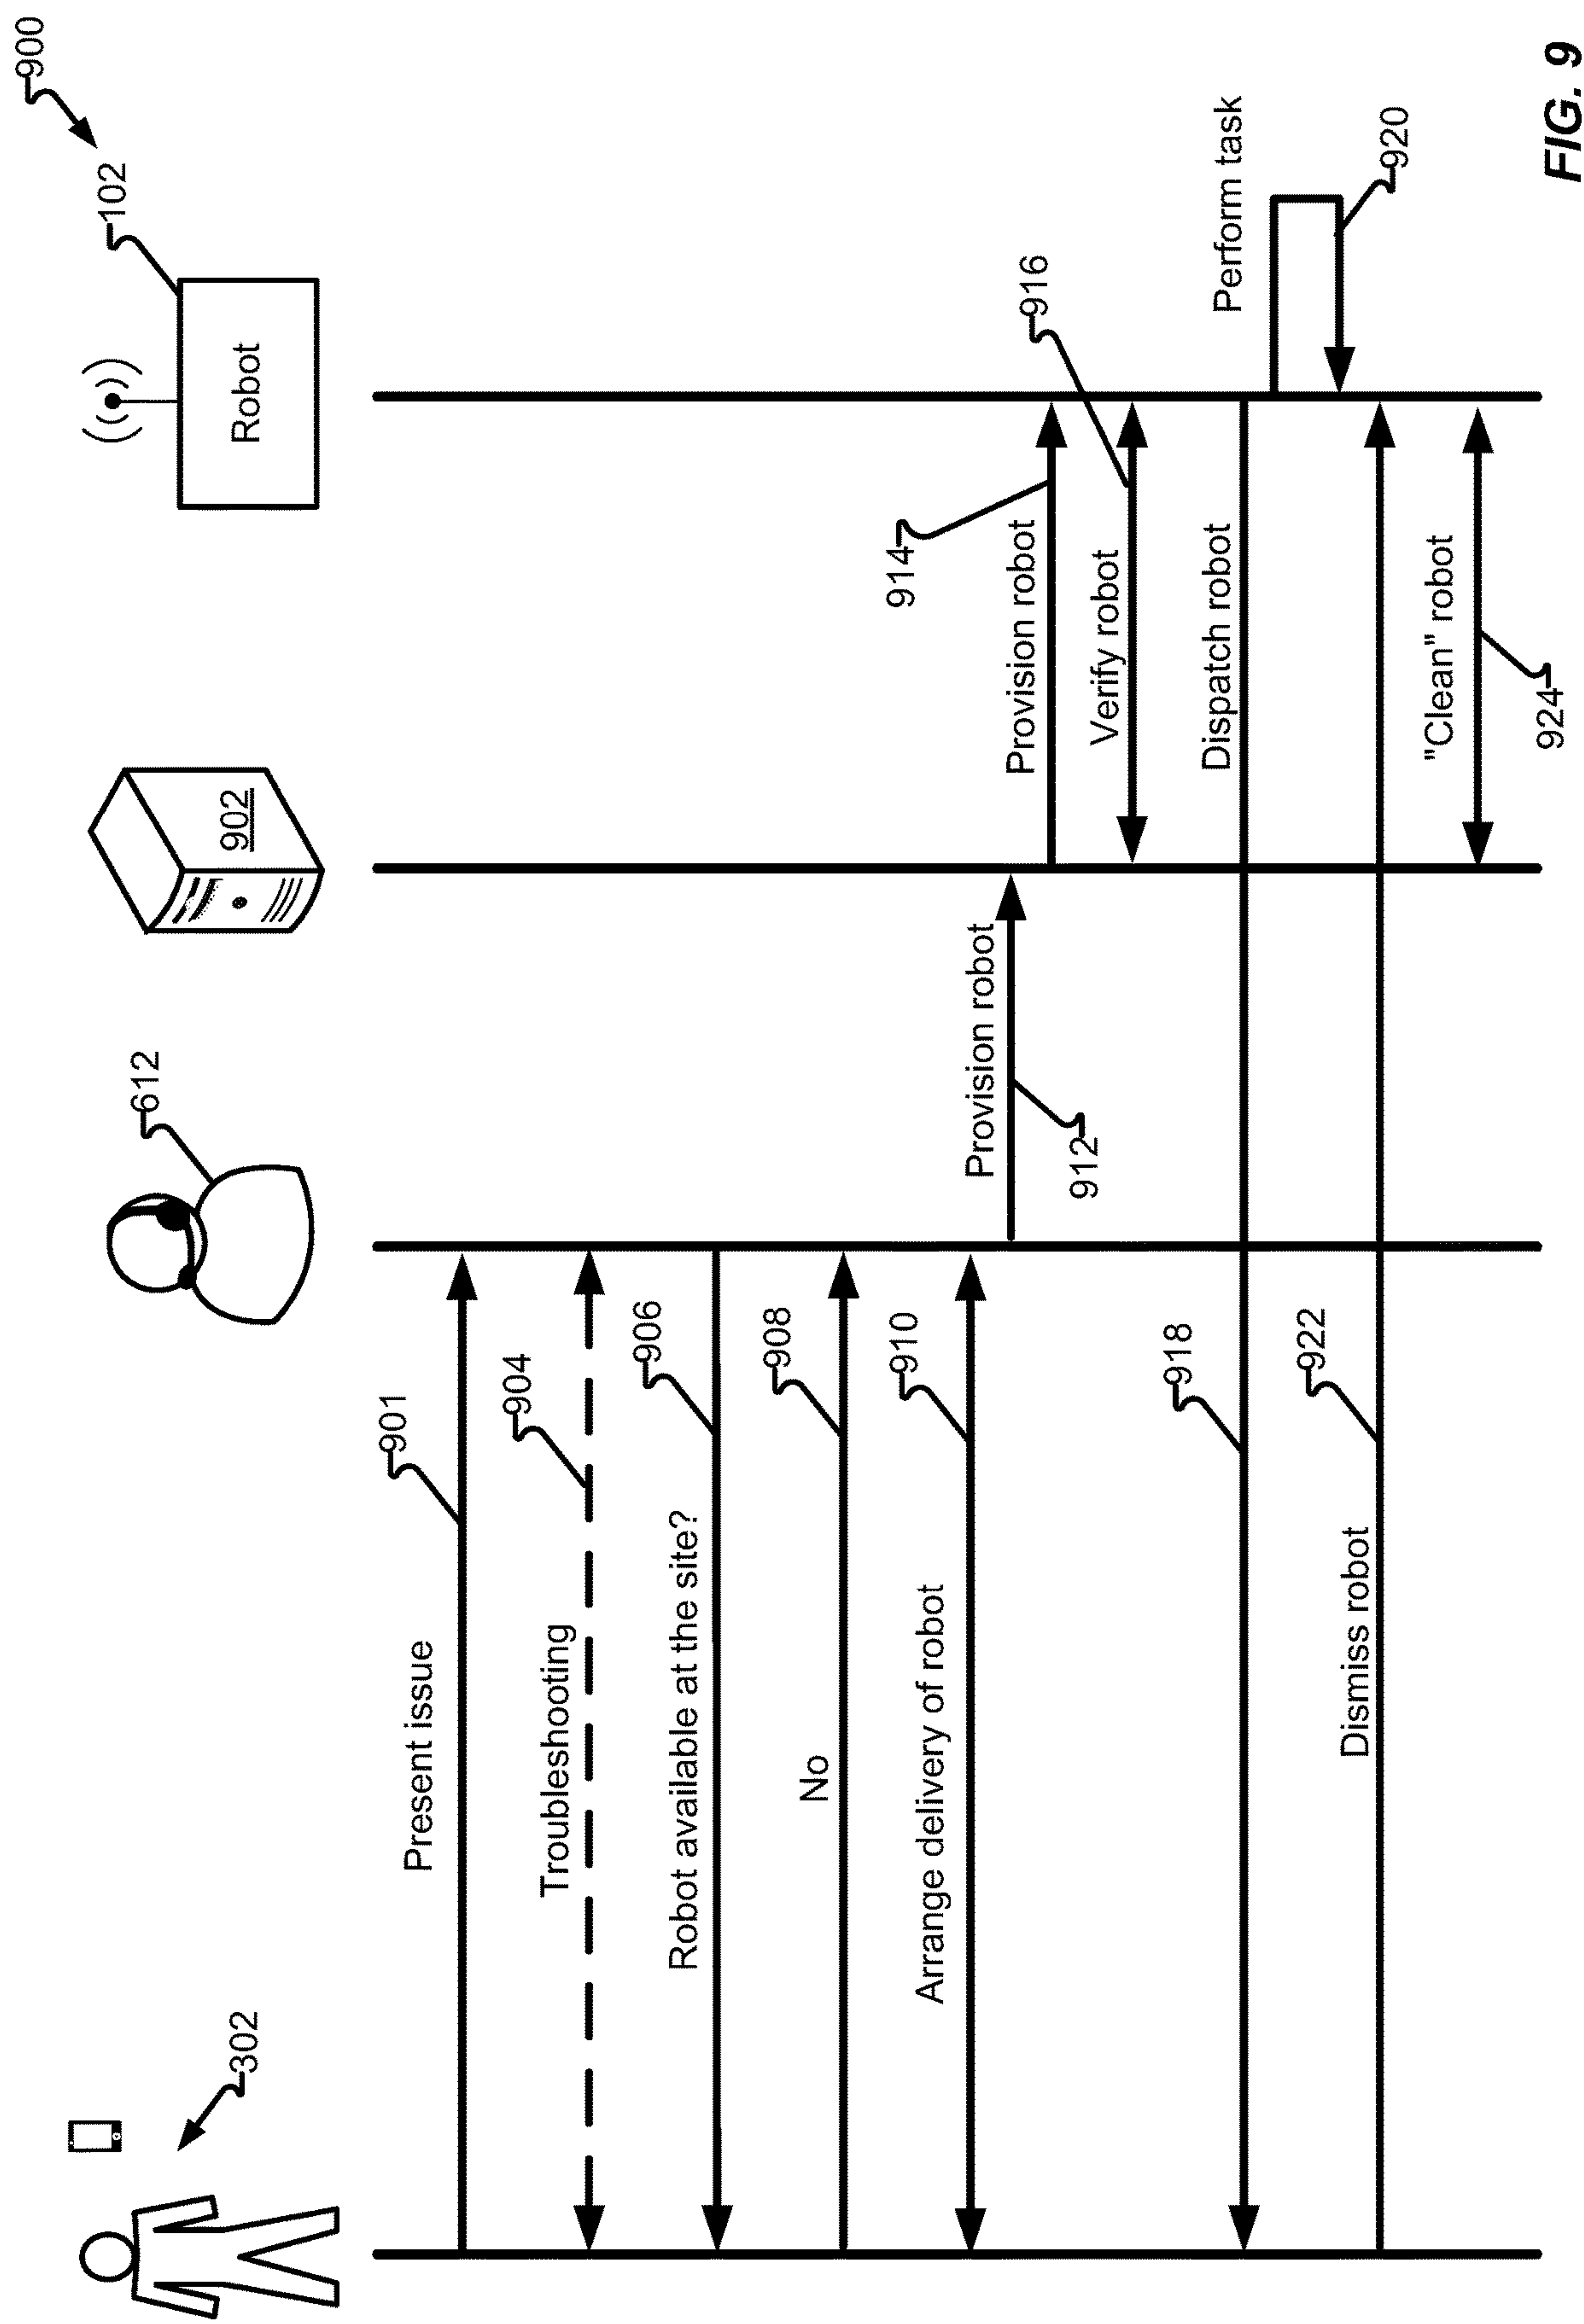 900
302
612
902
102
Robot
901
Present issue
904
Troubleshooting
906
Robot available at the site?
908
No
910
Arrange delivery of robot
Provision robot
912
914
Provision robot
916
Verify robot
918
Dispatch robot
Perform task
920
922
Dismiss robot
"Clean" robot
924
FIG. 9